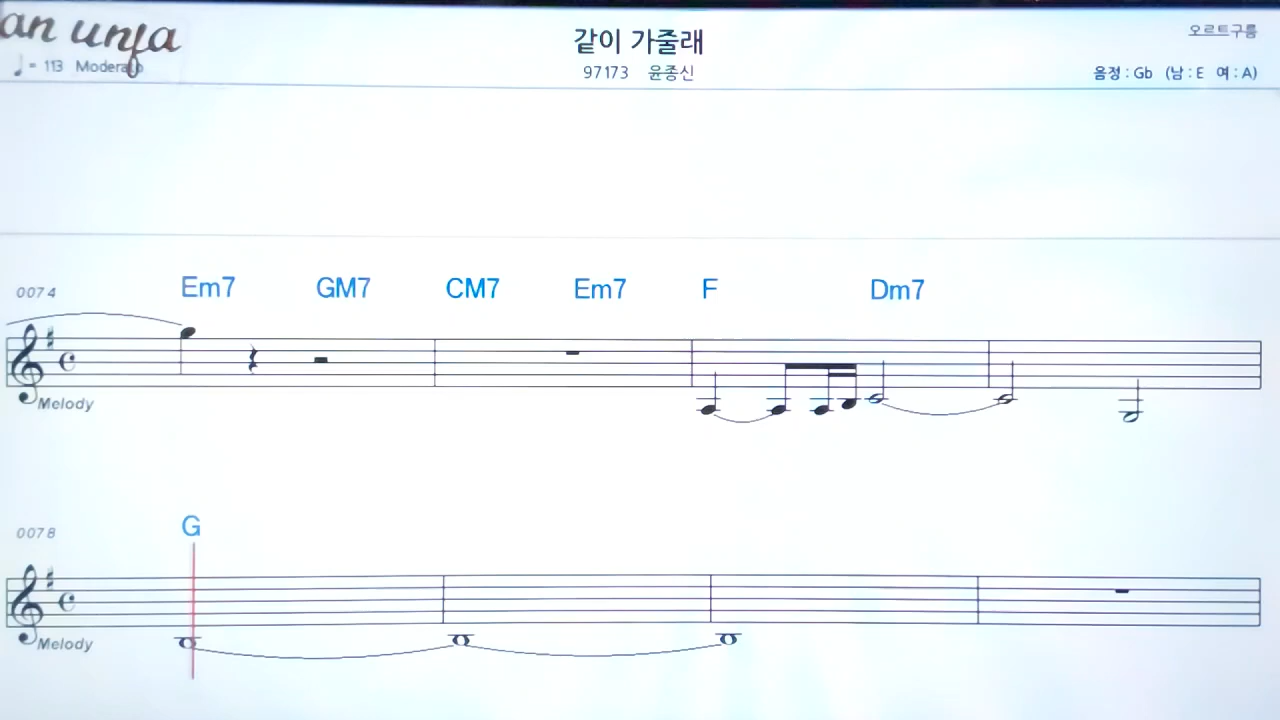 an unfa
오르트구름
같이 가줄래
♩= 113 Moderato
97173 윤종신
음정 : Gb (남 : E 여 : A)
0074 Em7 GM7 CM7 Em7 F Dm7
Melody
0078 G
Melody